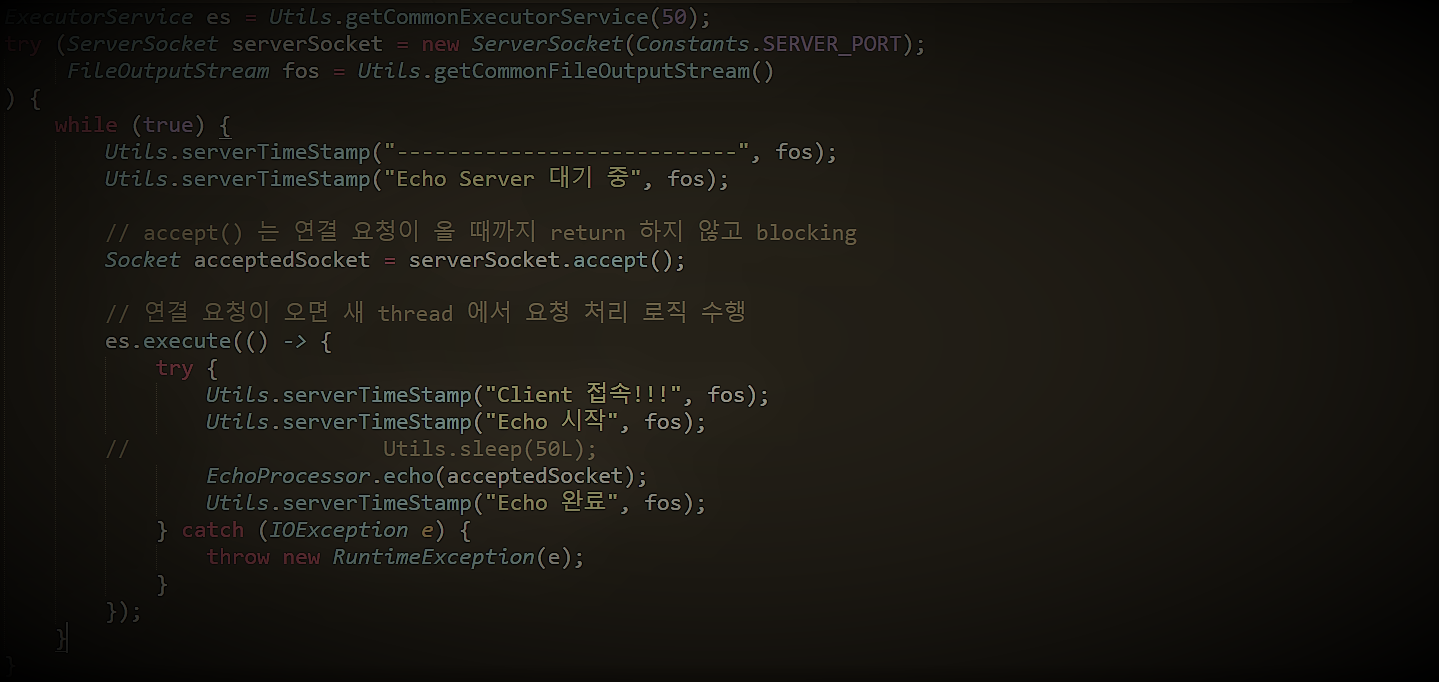 ExecutorService es = Utils.getCommonExecutorService(50);
try (ServerSocket serverSocket = new ServerSocket(Constants.SERVER_PORT);
FileOutputStream fos = Utils.getCommonFileOutputStream()
) {
while (true) {
Utils.serverTimeStamp("---------------------------", fos);
Utils.serverTimeStamp("Echo Server 대기 중", fos);
// accept() 는 연결 요청이 올 때까지 return 하지 않고 blocking
Socket acceptedSocket = serverSocket.accept();
// 연결 요청이 오면 새 thread 에서 요청 처리 로직 수행
es.execute(() -> {
try {
Utils.serverTimeStamp("Client 접속!!!", fos);
Utils.serverTimeStamp("Echo 시작", fos);
// Utils.sleep(50L);
EchoProcessor.echo(acceptedSocket);
Utils.serverTimeStamp("Echo 완료", fos);
} catch (IOException e) {
throw new RuntimeException(e);
}
});
}
}